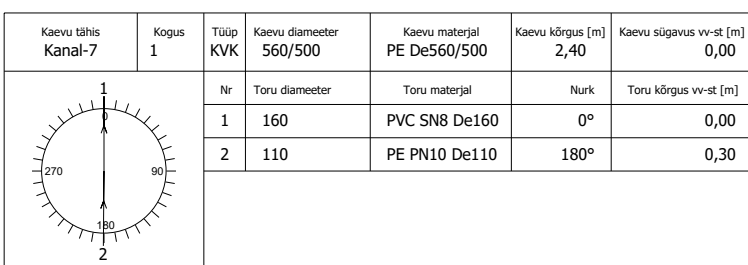 Kaevu tähis Kogus Tüüp Kaevu diameeter Kaevu materjal Kaevu kõrgus [m] Kaevu sügavus vv-st [m]
Kanal-7 1 KVK 560/500 PE De560/500 2,40 0,00
Nr Toru diameeter Toru materjal Nurk Toru kõrgus vv-st [m]
1 160 PVC SN8 De160 0° 0,00
2 110 PE PN10 De110 180° 0,30
1
0
270 90
180
2